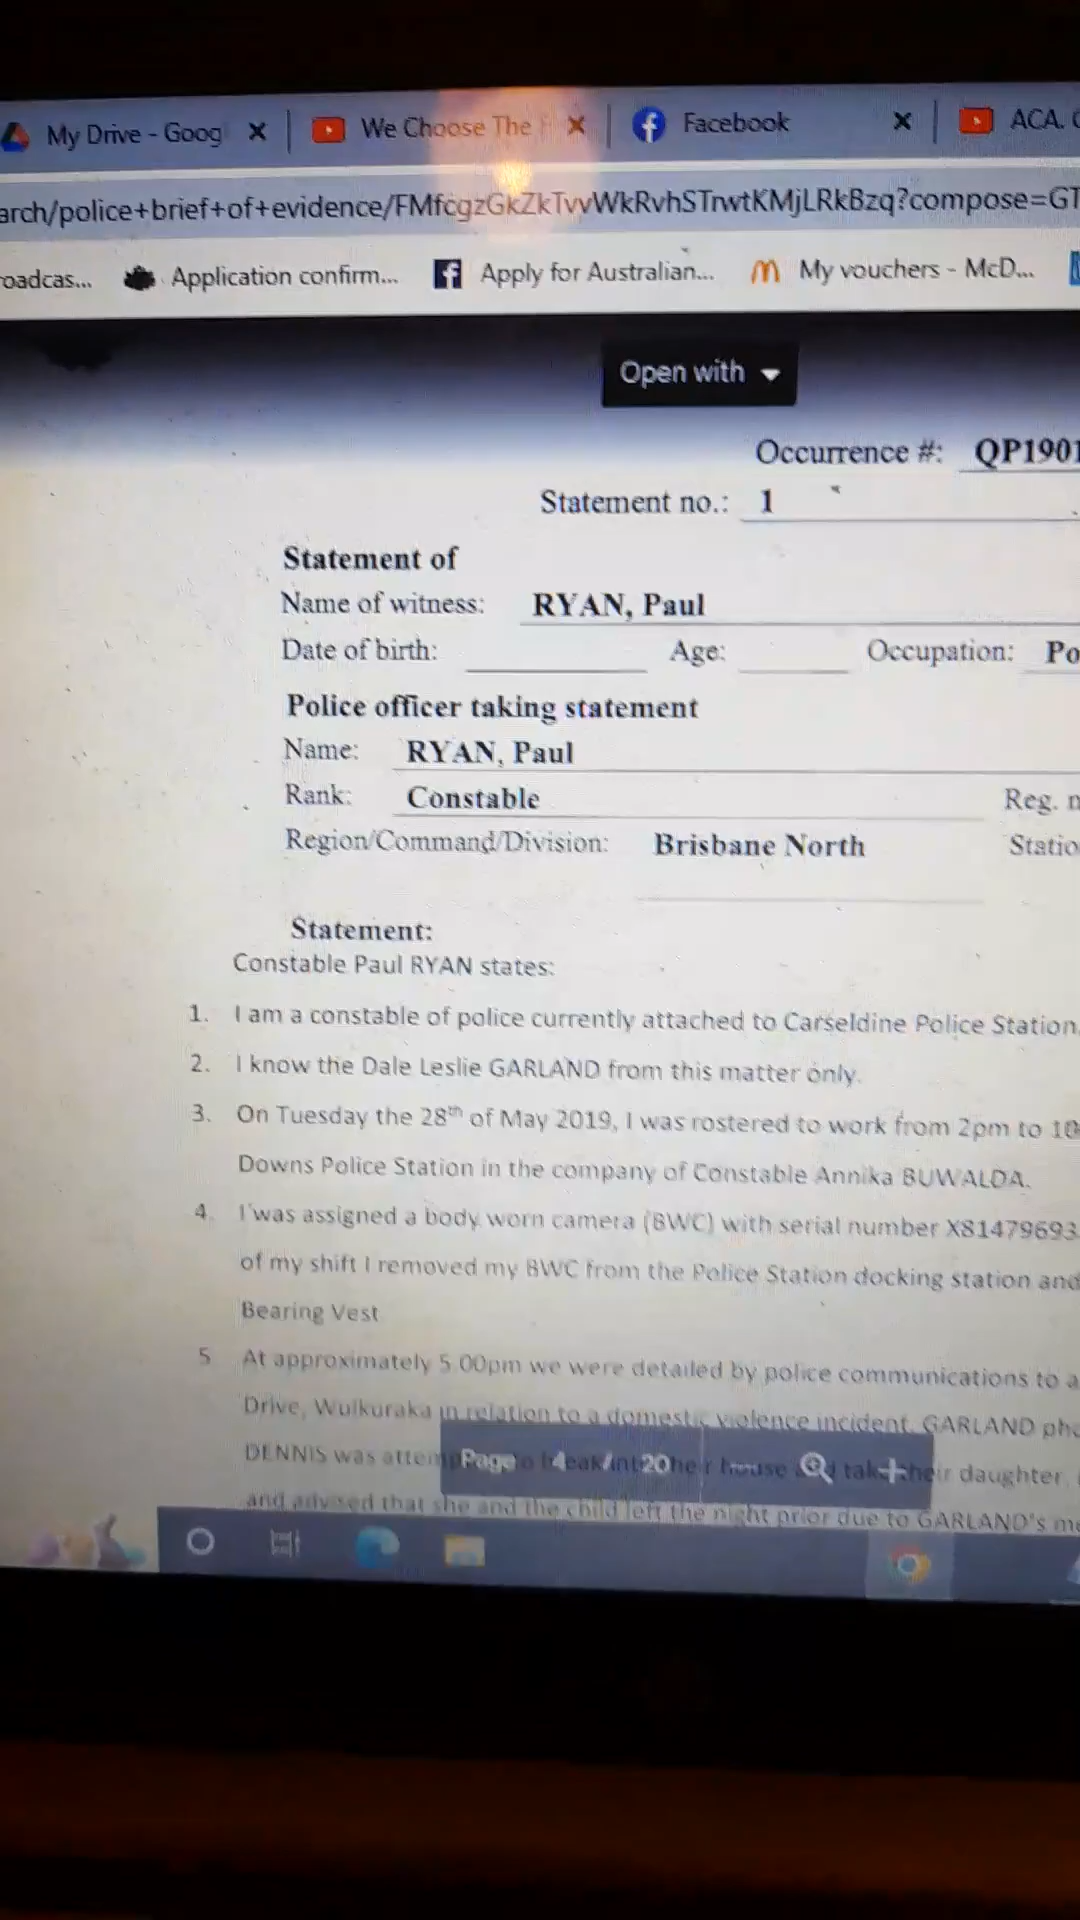 My Drive - Goog
We Choose The
Facebook
ACA.
arch/police+brief+of+evidence/FMfcgzGkZkTvvWkRvhSTrwtKMjLRkBzq?compose=GT
oadcas...
Application confirm...
Apply for Australian...
My vouchers - McD...
Open with
Occurrence #: QP1901
Statement no.: 1
Statement of
Name of witness: RYAN, Paul
Date of birth: Age: Occupation: Po
Police officer taking statement
Name: RYAN, Paul
Rank: Constable Reg. n
Region/Command/Division: Brisbane North Statio
Statement:
Constable Paul RYAN states:
1. I am a constable of police currently attached to Carseldine Police Station.
2. I know the Dale Leslie GARLAND from this matter only.
3. On Tuesday the 28th of May 2019, I was rostered to work from 2pm to 10
Downs Police Station in the company of Constable Annika BUWALDA.
4. I was assigned a body worn camera (BWC) with serial number X81479693
of my shift I removed my BWC from the Police Station docking station and
Bearing Vest
5 At approximately 5.00pm we were detailed by police communications to a
Drive, Wulkuraka in relation to a domestic violence incident. GARLAND pho
DENNIS was house take their daughter,
Page 4 / 20
and advised that she and the child left the night prior due to GARLAND's me